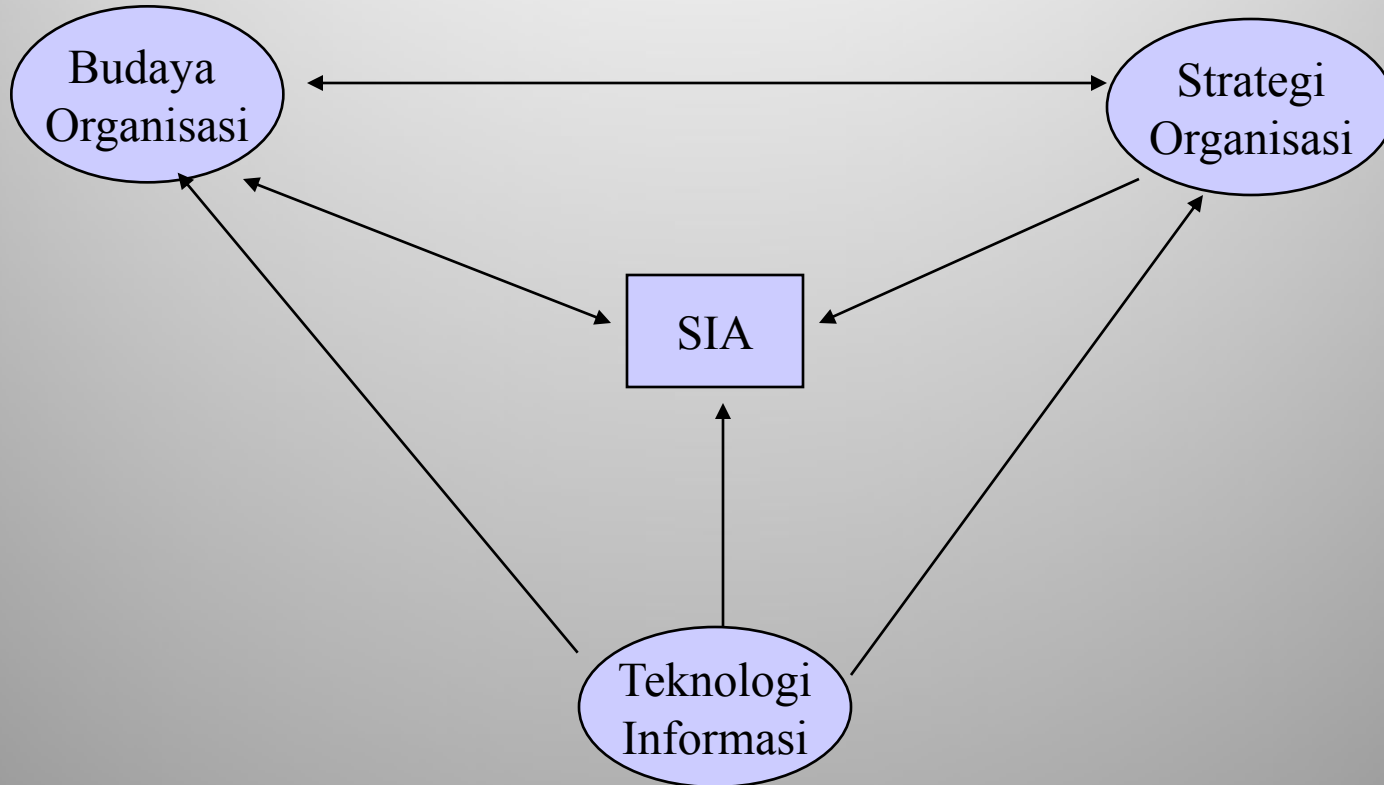 Budaya
Organisasi
Strategi
Organisasi
SIA
Teknologi
Informasi